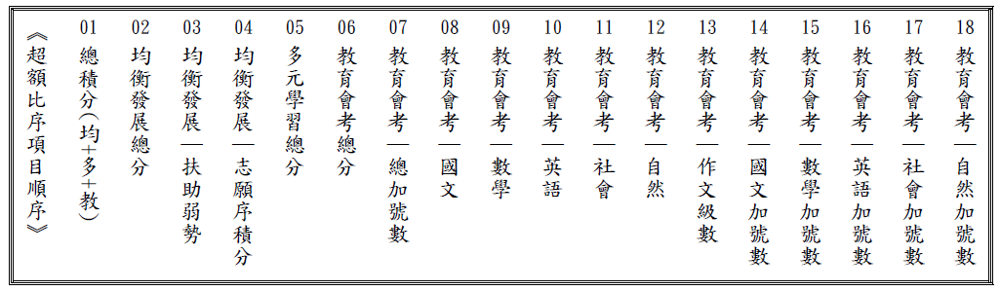 《超額比序項目順序》
01 總積分(均+多+教)
02 均衡發展總分
03 均衡發展—扶助弱勢
04 均衡發展—志願序積分
05 多元學習總分
06 教育會考總分
07 教育會考—總加號數
08 教育會考—國文
09 教育會考—數學
10 教育會考—英語
11 教育會考—社會
12 教育會考—自然
13 教育會考—作文級數
14 教育會考—國文加號數
15 教育會考—數學加號數
16 教育會考—英語加號數
17 教育會考—社會加號數
18 教育會考—自然加號數